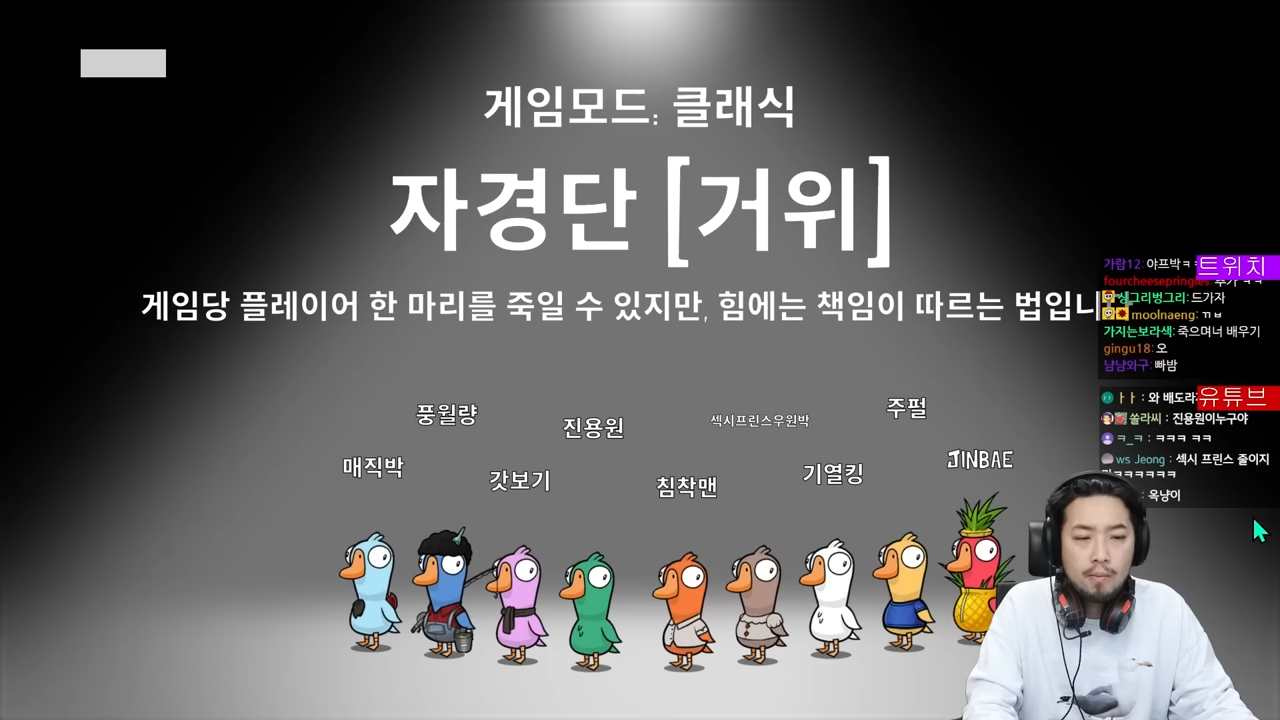 게임모드: 클래식
자경단 [거위]
게임당 플레이어 한 마리를 죽일 수 있지만, 힘에는 책임이 따르는 법입니
풍월량
진용원
섹시프린스우원박
주펄
매직박
갓보기
침착맨
기열킹
JINBAE
트위치
가람12: 아프박ㅋ
fourcheesepringles:
싱그리벙그리: 드가자
moolnaeng: ㄲㅂ
가지는보라색: 죽으며너 배우기
gingu18: 오
냠냠와구: 빠밤
유튜브
ㅏㅏ : 와 배도라
쏠라씨 : 진용원이누구야
ㅋ_ㅋ : ㅋㅋㅋ ㅋㅋ
ws Jeong : 섹시 프린스 줄이지
ㅋㅋㅋㅋㅋㅋ
: 옥냥이